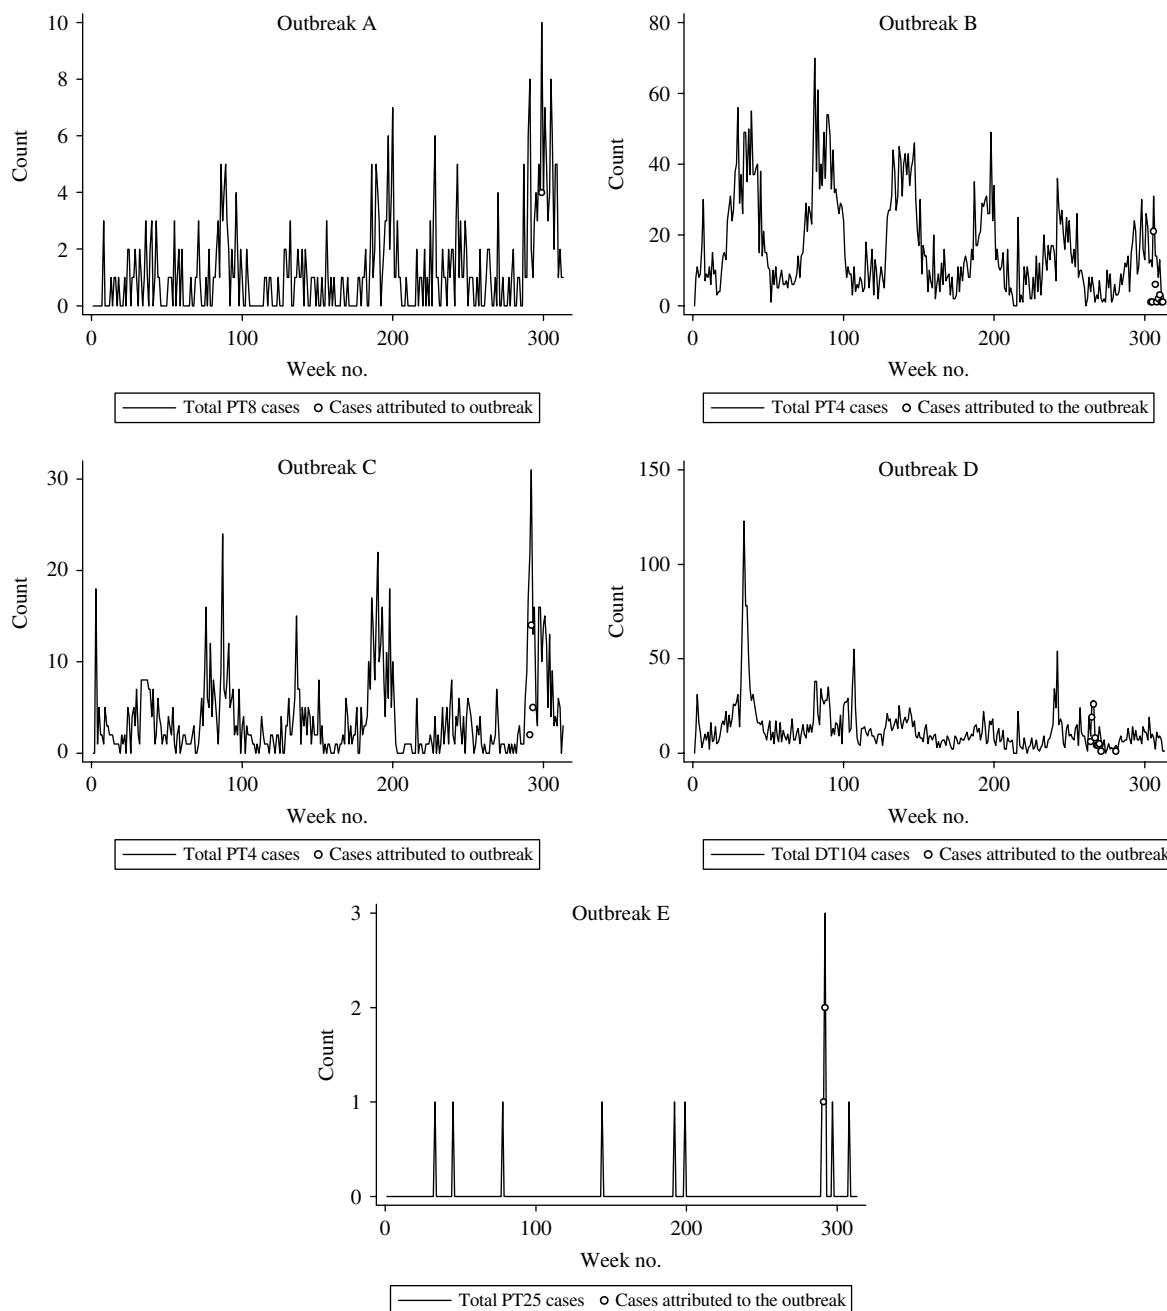 Outbreak A
10
8
6
4
2
0
Count
0 100 200 300
Week no.
Total PT8 cases Cases attributed to outbreak
Outbreak B
80
60
40
20
0
Count
0 100 200 300
Week no.
Total PT4 cases Cases attributed to the outbreak
Outbreak C
30
20
10
0
Count
0 100 200 300
Week no.
Total PT4 cases Cases attributed to outbreak
Outbreak D
150
100
50
0
Count
0 100 200 300
Week no.
Total DT104 cases Cases attributed to the outbreak
Outbreak E
3
2
1
0
Count
0 100 200 300
Week no.
Total PT25 cases Cases attributed to the outbreak